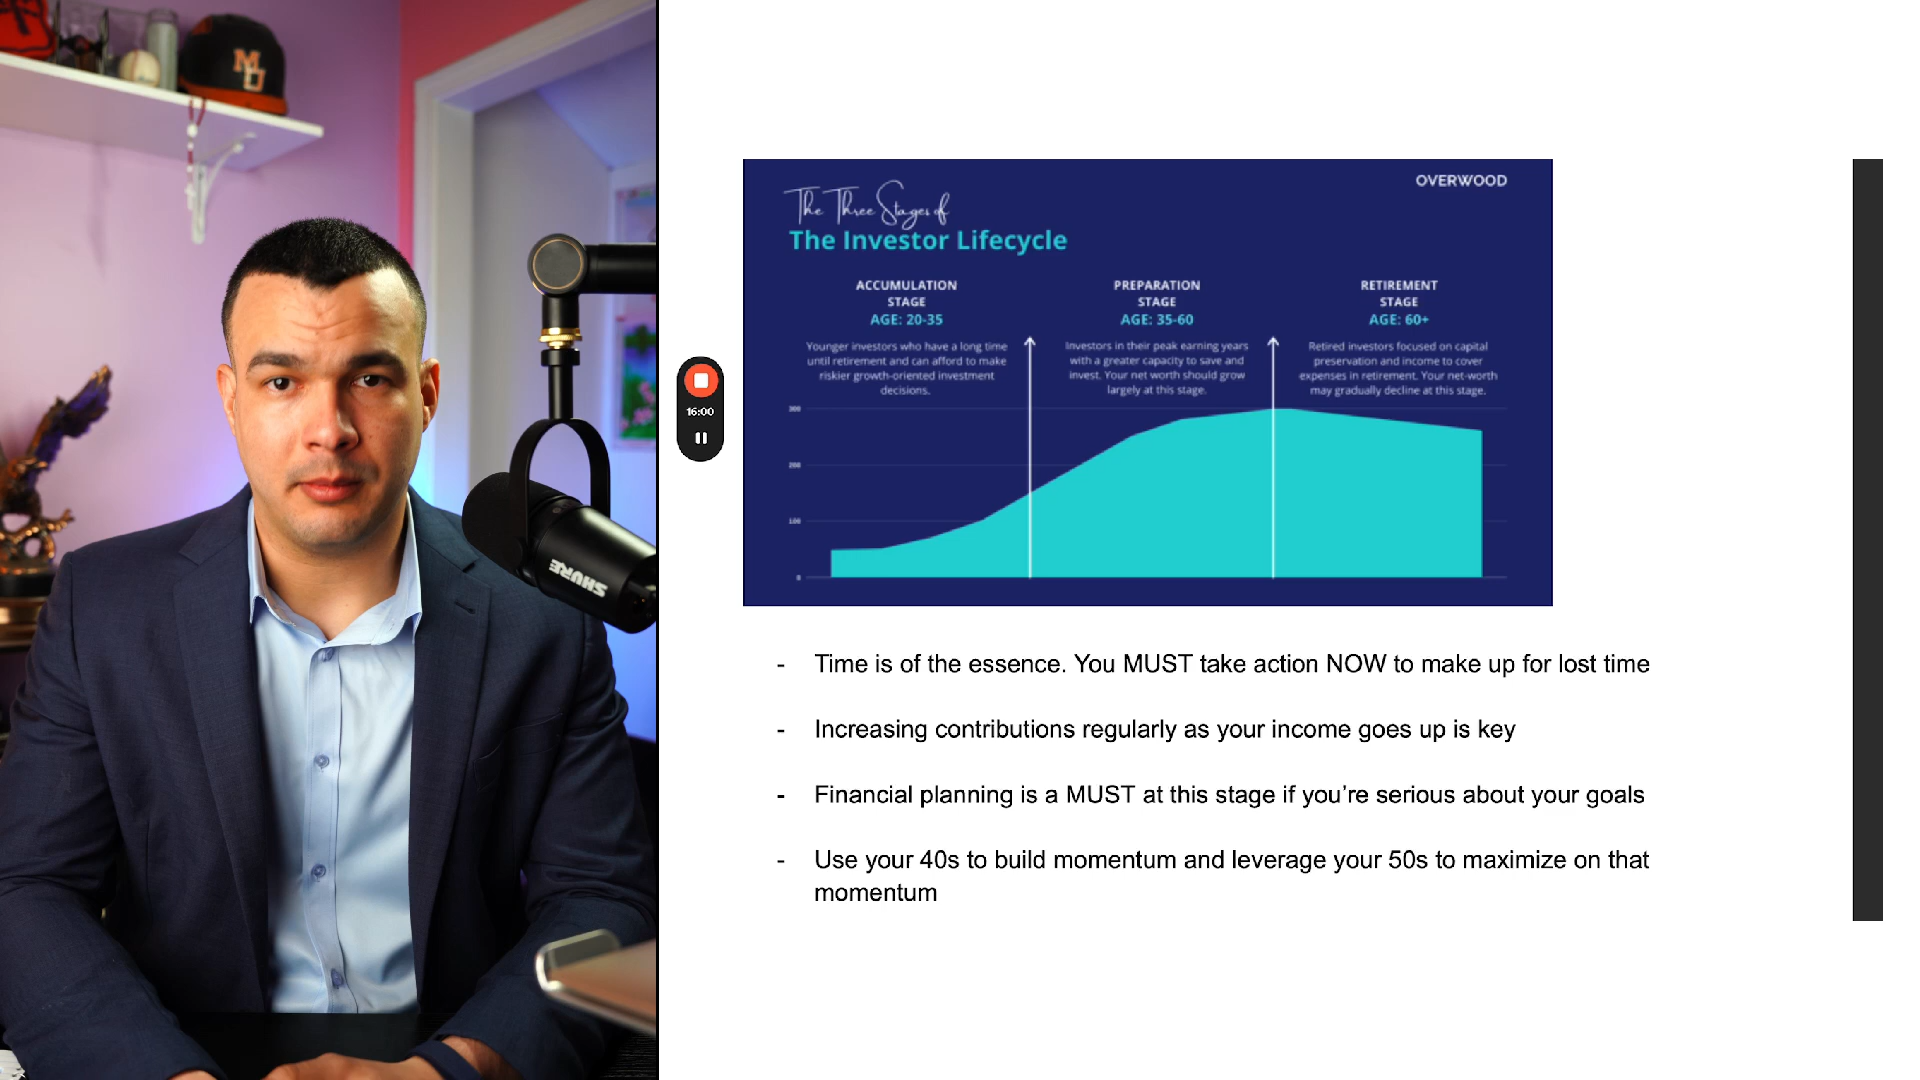 MU
SHURE
16:00
OVERWOOD
The Three Stages of
The Investor Lifecycle
ACCUMULATION
STAGE
AGE: 20-35
Younger investors who have a long time
until retirement and can afford to make
riskier growth-oriented investment
decisions.
PREPARATION
STAGE
AGE: 35-60
Investors in their peak earning years
with a greater capacity to save and
invest. Your net worth should grow
largely at this stage.
RETIREMENT
STAGE
AGE: 60+
Retired investors focused on capital
preservation and income to cover
expenses in retirement. Your net-worth
may gradually decline at this stage.
300
200
100
0
- Time is of the essence. You MUST take action NOW to make up for lost time
- Increasing contributions regularly as your income goes up is key
- Financial planning is a MUST at this stage if you're serious about your goals
- Use your 40s to build momentum and leverage your 50s to maximize on that
momentum